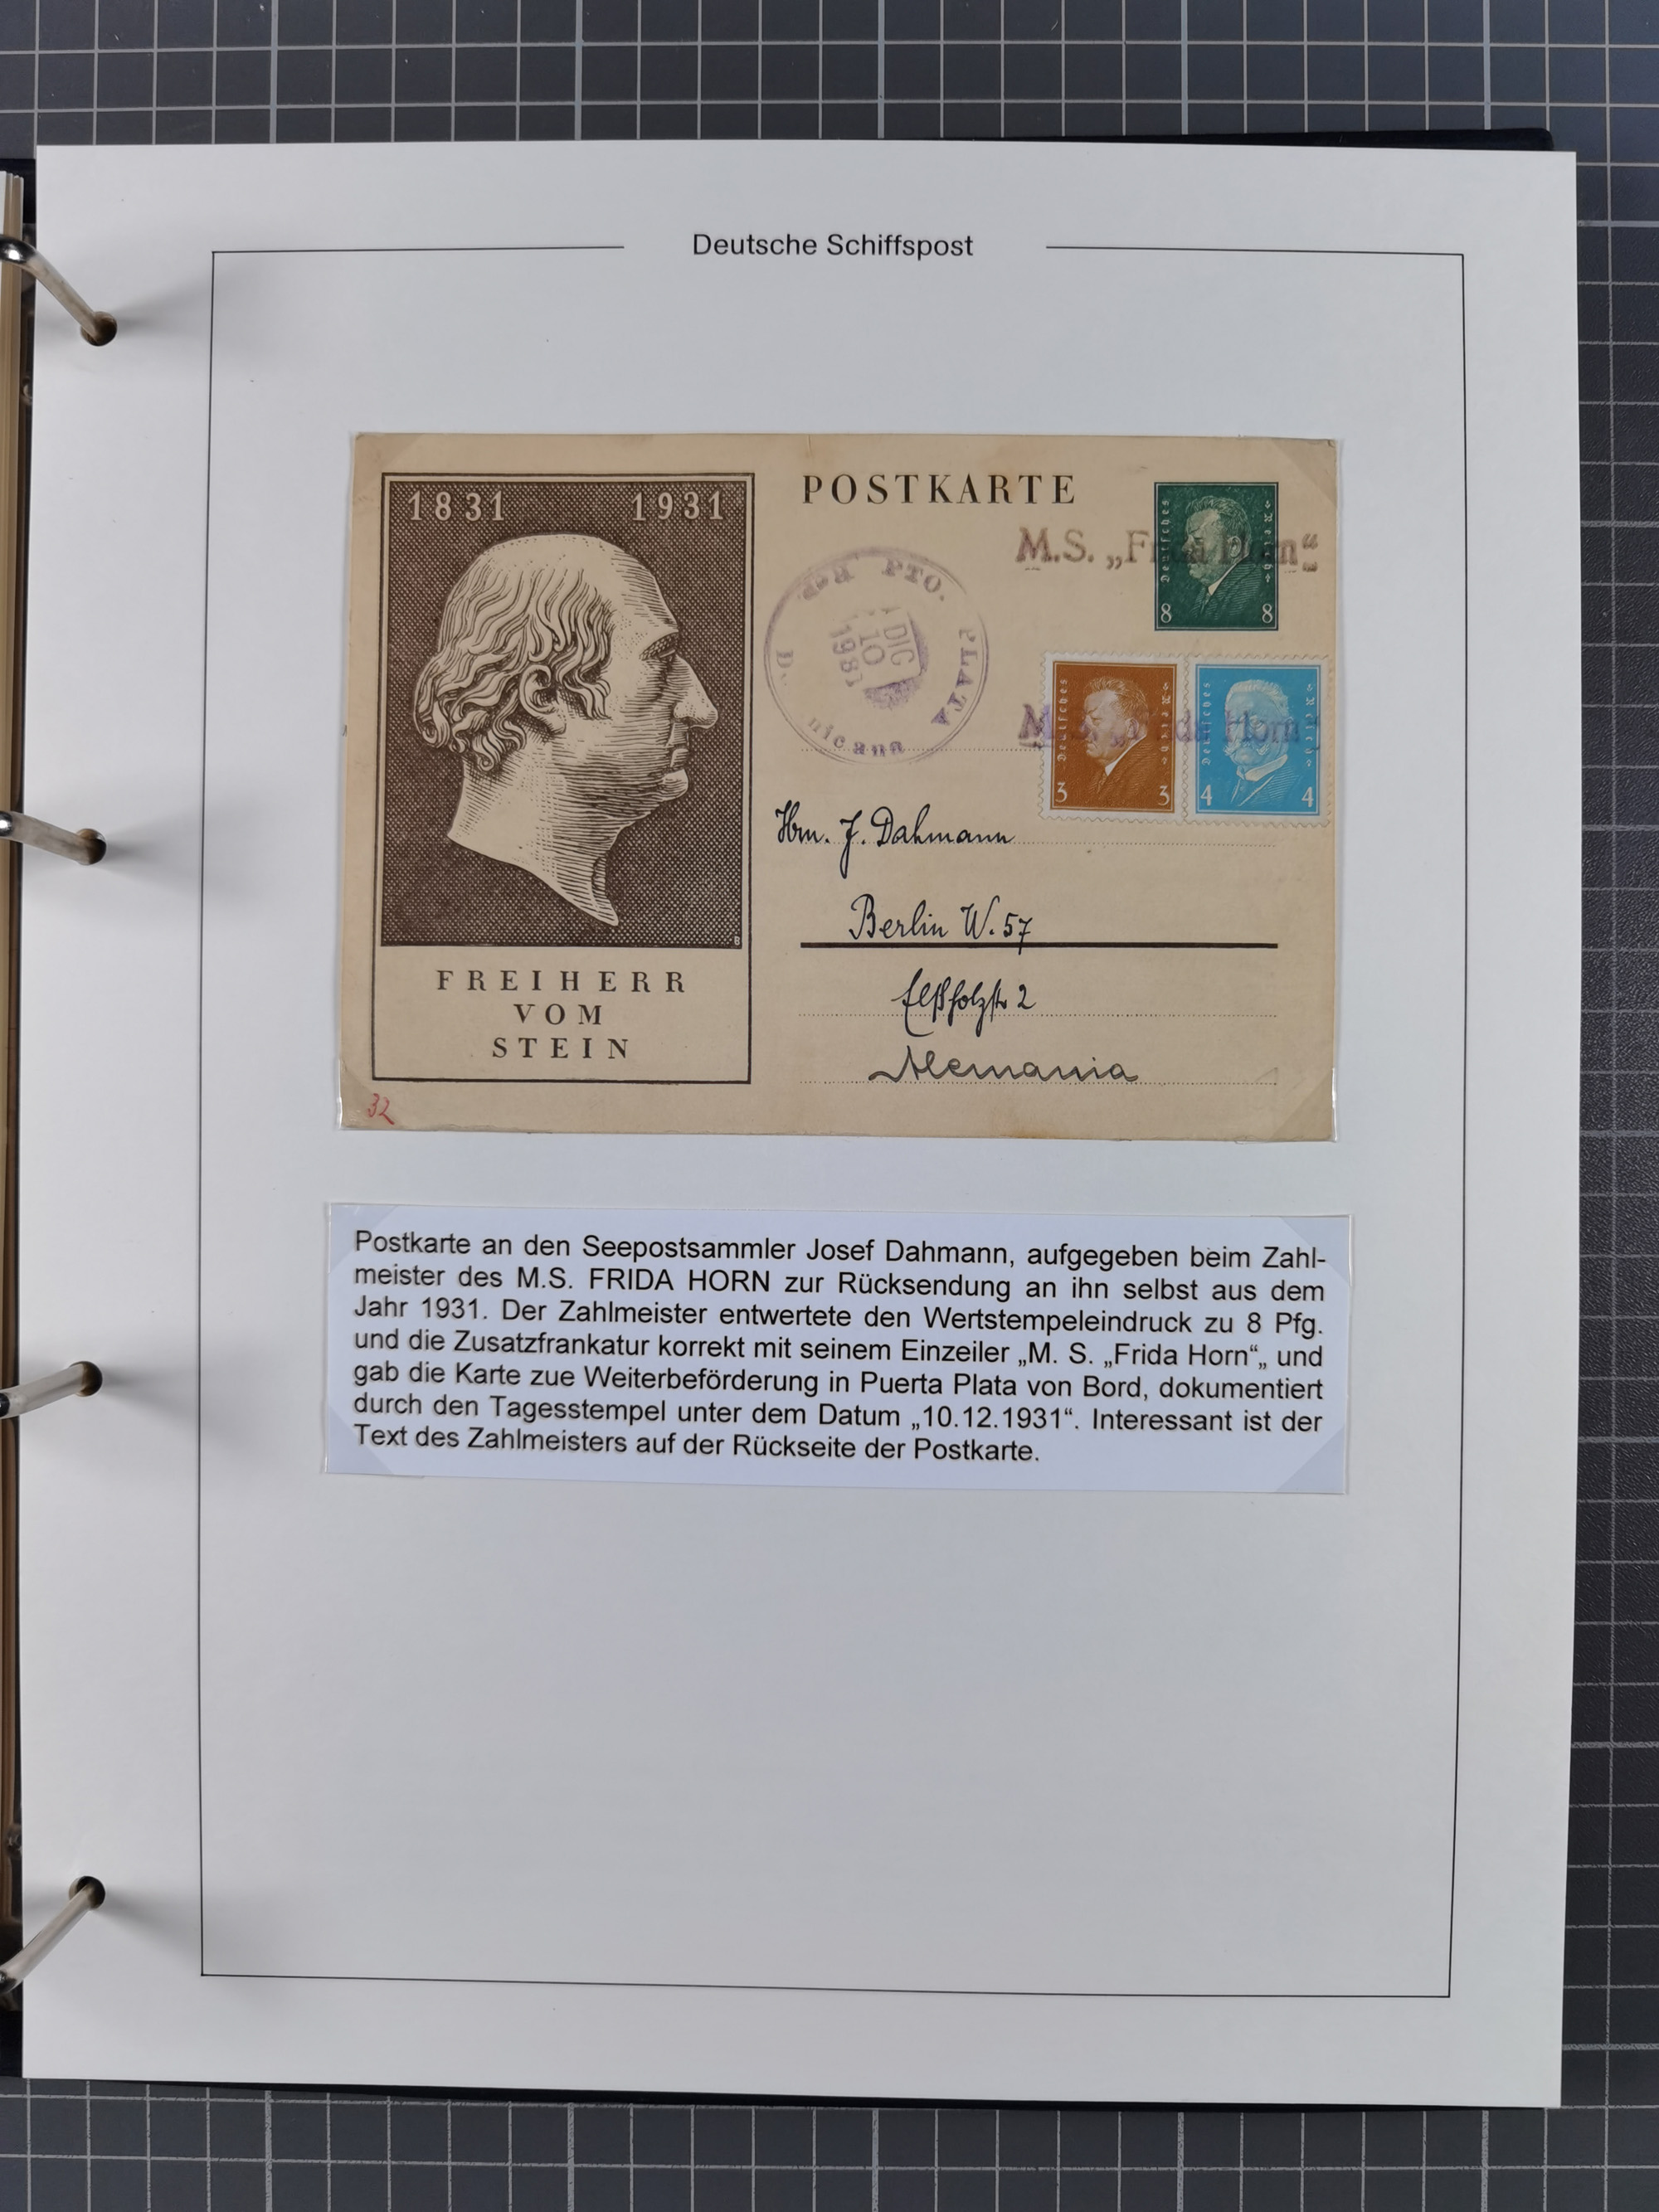 Deutsche Schiffspost
1831 1931
FREIHERR
VOM
STEIN
32
POSTKARTE
M.S. „Frida Horn“
Deutsches Reich
8 8
PTO. PLATA
DIC
10
M.S. „Frida Horn“
Deutsches Reich
3 3
Deutsches Reich
4 4
Hrn. J. Dahmann
Berlin W. 57
Elßholzstr 2
Alemania
Postkarte an den Seepostsammler Josef Dahmann, aufgegeben beim Zahl-
meister des M.S. FRIDA HORN zur Rücksendung an ihn selbst aus dem
Jahr 1931. Der Zahlmeister entwertete den Wertstempeleindruck zu 8 Pfg.
und die Zusatzfrankatur korrekt mit seinem Einzeiler „M. S. „Frida Horn“„ und
gab die Karte zue Weiterbeförderung in Puerta Plata von Bord, dokumentiert
durch den Tagesstempel unter dem Datum „10.12.1931“. Interessant ist der
Text des Zahlmeisters auf der Rückseite der Postkarte.